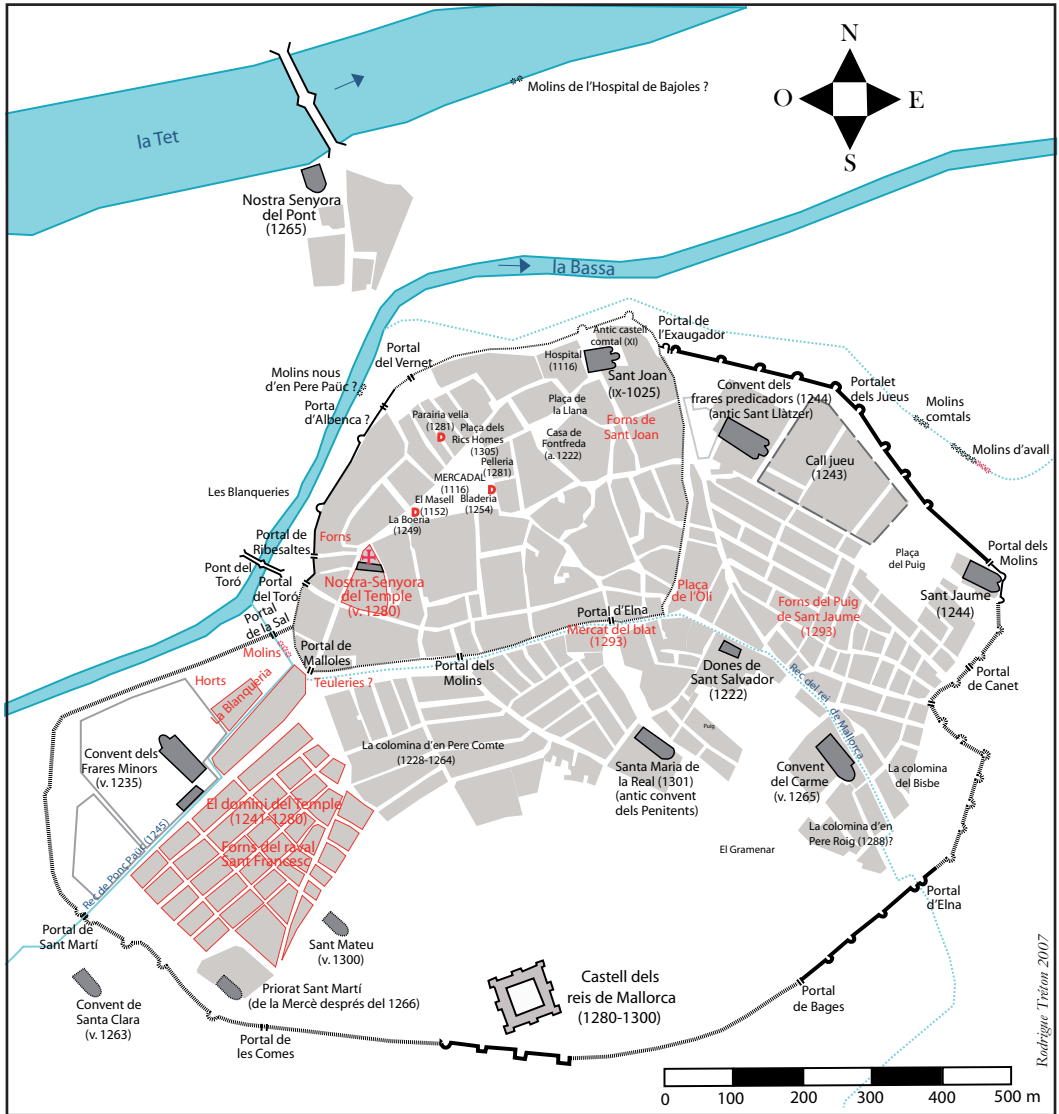 N
O
E
S
Molins de l'Hospital de Bajoles ?
la Tet
Nostra Senyora
del Pont
(1265)
la Bassa
Portal de
l'Exaugador
Portal
del Vernet
Antic castell
comtal (XI)
Hospital
(1116)
Sant Joan
(IX-1025)
Molins nous
d'en Pere Paüc ?
Porta
d'Albenca ?
Convent dels
frares predicadors (1244)
(antic Sant Llàtzer)
Portalet
dels Jueus
Molins
comtals
Molins d'avall
Plaça de
la Llana
Parairia vella
(1281)
D
Plaça dels
Rics Homes
(1305)
Forns de
Sant Joan
Casa de
Fontfreda
(a. 1222)
Call jueu
(1243)
Pelleria
(1281)
MERCADAL
(1116)
D
El Masell
(1152)
Bladeria
(1254)
D
La Boeria
(1249)
Les Blanqueries
Portal de
Ribesaltes
Forns
Pont del
Toró
Portal
del Toró
Nostra-Senyora
del Temple
(v. 1280)
Plaça
del Puig
Portal dels
Molins
Sant Jaume
(1244)
Plaça
de l'Oli
Forns del Puig
de Sant Jaume
(1293)
Portal
de la Sal
Portal d'Elna
Mercat del blat
(1293)
Molins
Portal de
Malloles
Portal dels
Molins
Dones de
Sant Salvador
(1222)
Portal
de Canet
Horts
La Blanqueria
Teuleries ?
Rec del rei de Mallorca
Puig
Convent dels
Frares Minors
(v. 1235)
La colomina d'en Pere Comte
(1228-1264)
Santa Maria de
la Real (1301)
(antic convent
dels Penitents)
Convent
del Carme
(v. 1265)
La colomina
del Bisbe
El domini del Temple
(1241-1280)
Forns del raval
Sant Francesc
Rec de Ponç Paüc (1245)
La colomina d'en
Pere Roig (1288)?
El Gramenar
Portal
d'Elna
Portal de
Sant Martí
Sant Mateu
(v. 1300)
Convent de
Santa Clara
(v. 1263)
Priorat Sant Martí
(de la Mercè després del 1266)
Castell dels
reis de Mallorca
(1280-1300)
Portal
de Bages
Portal de
les Comes
Rodrigue Tréton 2007
0 100 200 300 400 500 m